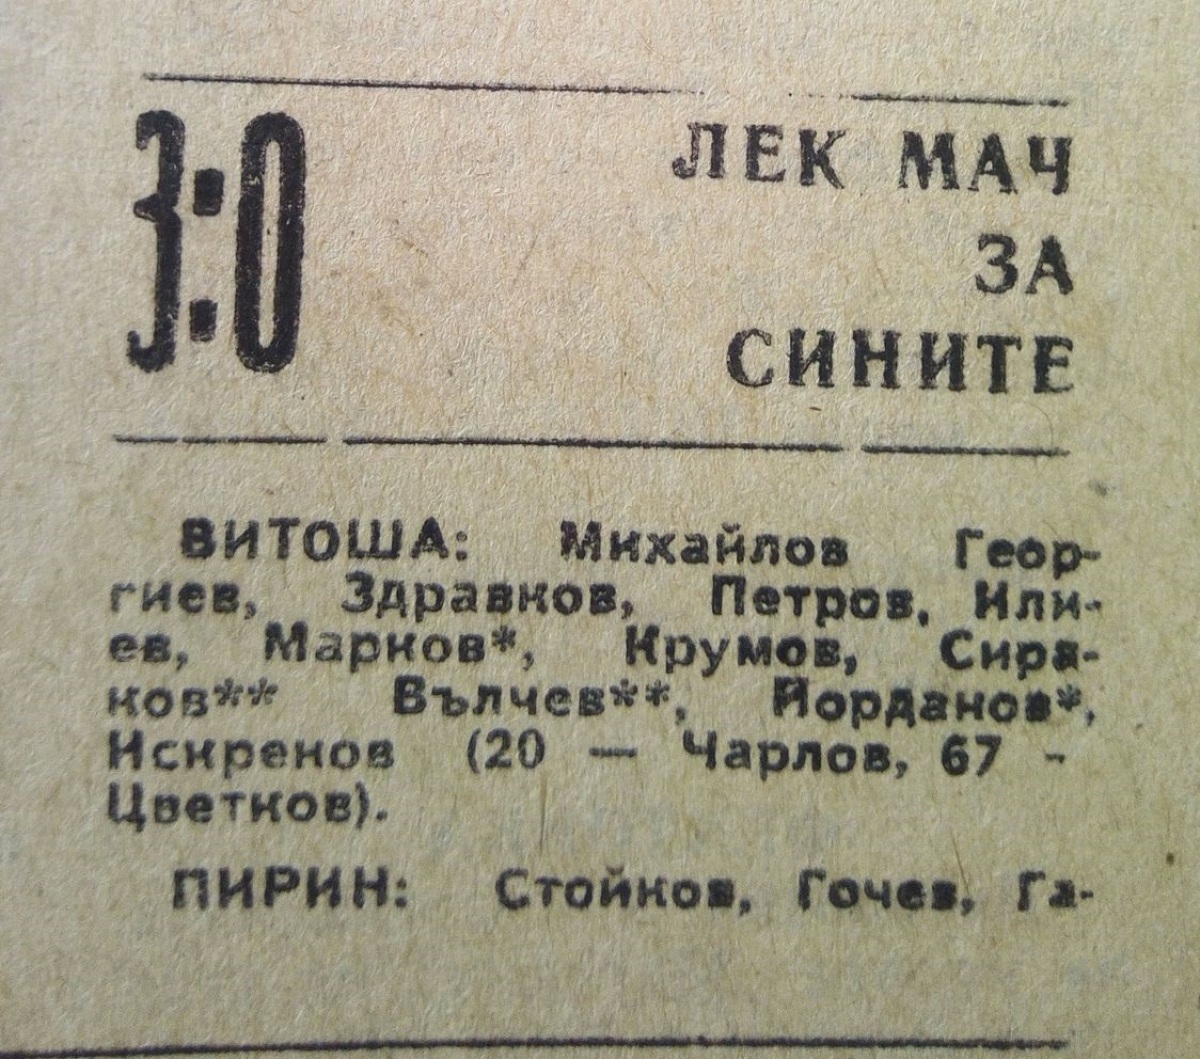 3:0
ЛЕК МАЧ
ЗА
СИНИТЕ
ВИТОША: Михайлов Геор-
гиев, Здравков, Петров, Или-
ев, Марков*, Крумов, Сиря-
ков** Вълчев**, Йорданов*,
Искренов (20 — Чарлов, 67 -
Цветков).
ПИРИН: Стойков, Гочев, Га-